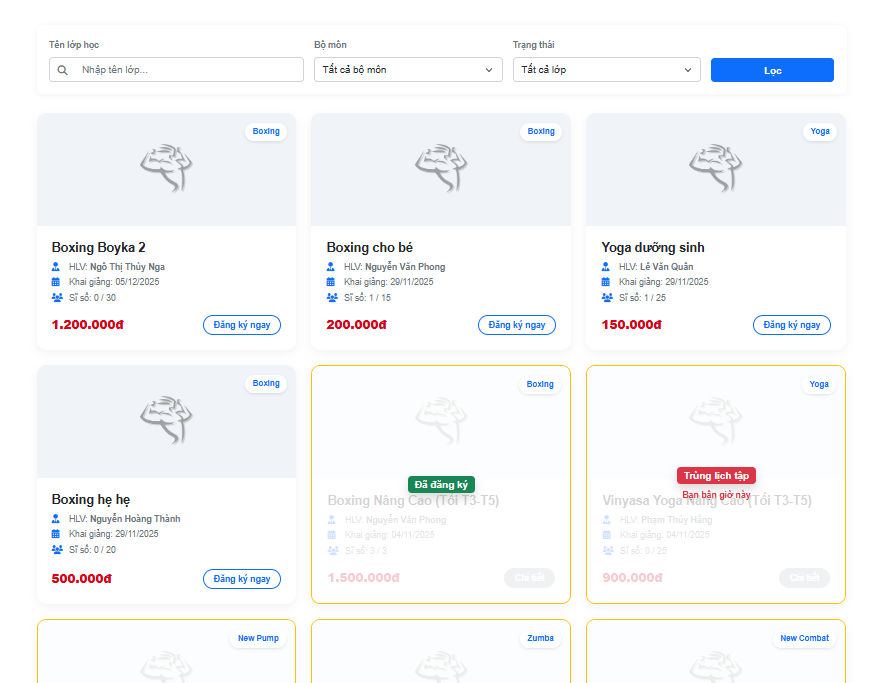 Tên lớp học
Bộ môn
Trạng thái
Nhập tên lớp...
Tất cả bộ môn
Tất cả lớp
Lọc
Boxing
Boxing Boyka 2
HLV: Ngô Thị Thúy Nga
Khai giảng: 05/12/2025
Sĩ số: 0 / 30
1.200.000đ
Đăng ký ngay
Boxing
Boxing cho bé
HLV: Nguyễn Văn Phong
Khai giảng: 29/11/2025
Sĩ số: 1 / 15
200.000đ
Đăng ký ngay
Yoga
Yoga dưỡng sinh
HLV: Lê Văn Quân
Khai giảng: 29/11/2025
Sĩ số: 1 / 25
150.000đ
Đăng ký ngay
Boxing
Boxing hẹ hẹ
HLV: Nguyễn Hoàng Thành
Khai giảng: 29/11/2025
Sĩ số: 0 / 20
500.000đ
Đăng ký ngay
Boxing
Đã đăng ký
Boxing Nâng Cao (Tối T3-T5)
HLV: Nguyễn Văn Phong
Khai giảng: 04/11/2025
Sĩ số: 3 / 3
1.500.000đ
Chi tiết
Yoga
Trùng lịch tập
Bạn bận giờ này
Vinyasa Yoga Nâng Cao (Tối T3-T5)
HLV: Phạm Thúy Hằng
Khai giảng: 04/11/2025
Sĩ số: 0 / 25
900.000đ
Chi tiết
New Pump
Zumba
New Combat